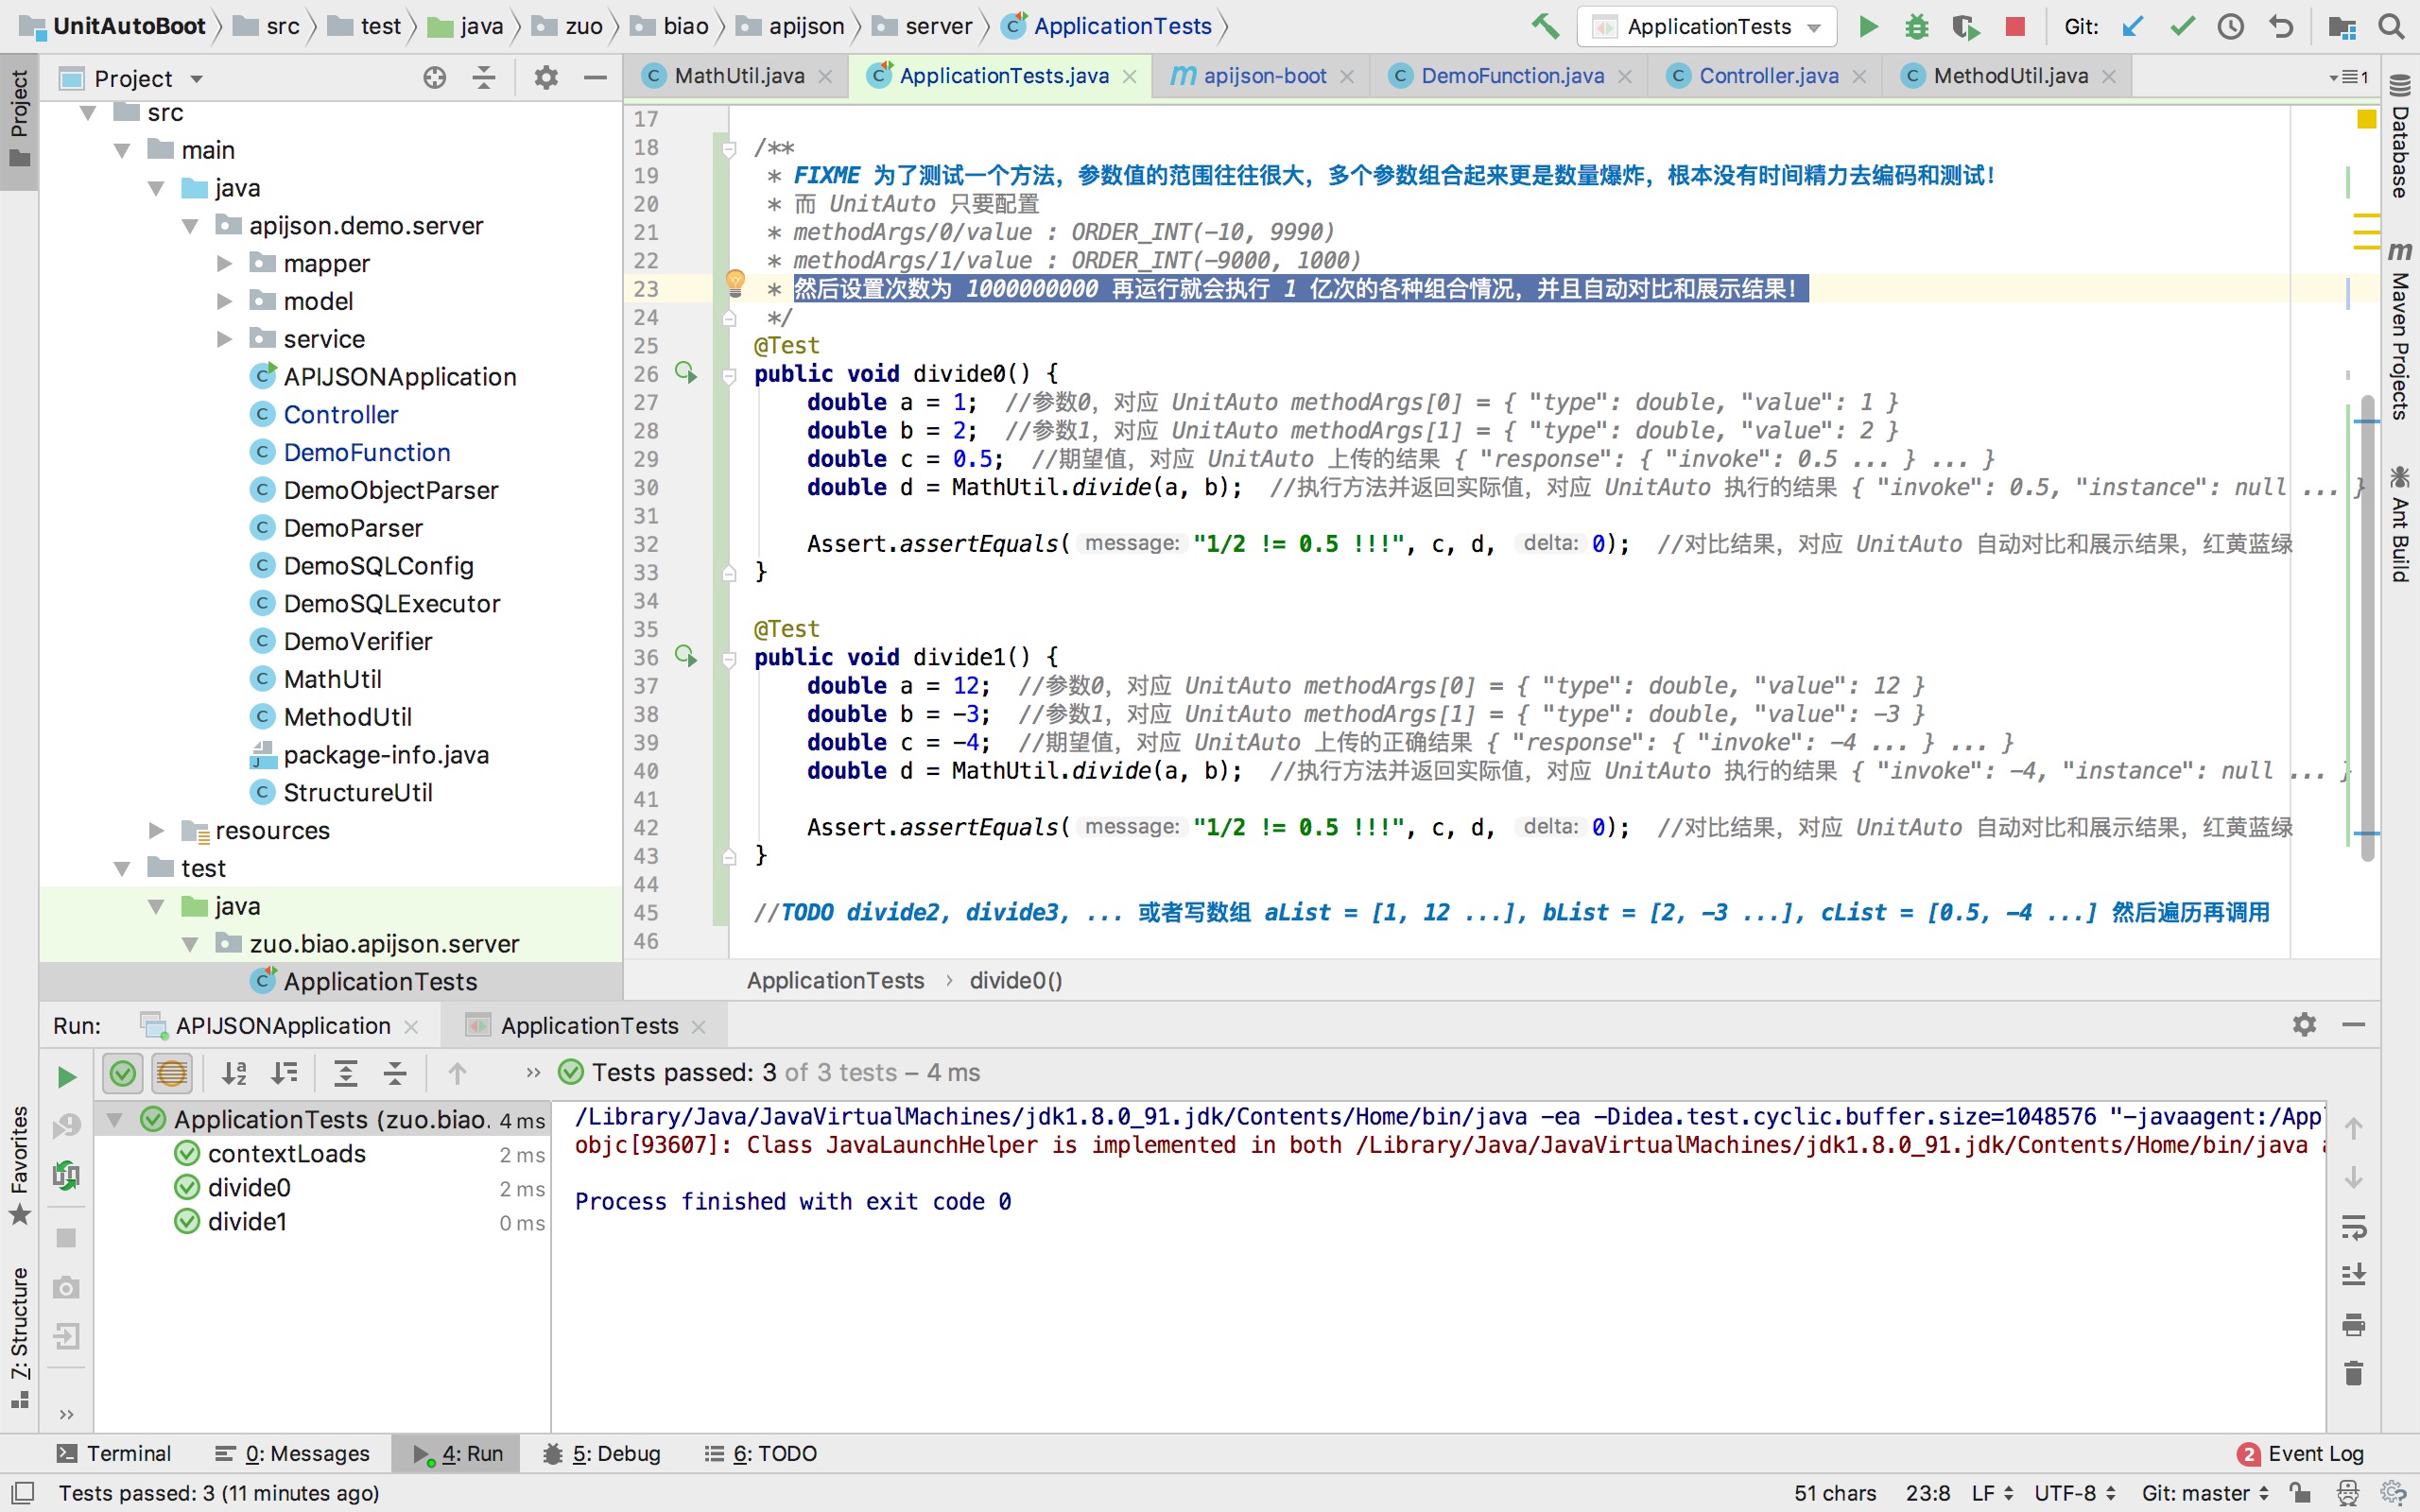 UnitAutoBoot src test java zuo biao apijson server ApplicationTests ApplicationTests Git:
Project
MathUtil.java ApplicationTests.java m apijson-boot DemoFunction.java Controller.java MethodUtil.java 1
src
main
java
apijson.demo.server
mapper
model
service
APIJSONApplication
Controller
DemoFunction
DemoObjectParser
DemoParser
DemoSQLConfig
DemoSQLExecutor
DemoVerifier
MathUtil
MethodUtil
package-info.java
StructureUtil
resources
test
java
zuo.biao.apijson.server
ApplicationTests
17
18 /**
19 * FIXME 为了测试一个方法，参数值的范围往往很大，多个参数组合起来更是数量爆炸，根本没有时间精力去编码和测试！
20 * 而 UnitAuto 只要配置
21 * methodArgs/0/value : ORDER_INT(-10, 9990)
22 * methodArgs/1/value : ORDER_INT(-9000, 1000)
23 * 然后设置次数为 1000000000 再运行就会执行 1 亿次的各种组合情况，并且自动对比和展示结果！
24 */
25 @Test
26 public void divide0() {
27 double a = 1; //参数0，对应 UnitAuto methodArgs[0] = { "type": double, "value": 1 }
28 double b = 2; //参数1，对应 UnitAuto methodArgs[1] = { "type": double, "value": 2 }
29 double c = 0.5; //期望值，对应 UnitAuto 上传的结果 { "response": { "invoke": 0.5 ... } ... }
30 double d = MathUtil.divide(a, b); //执行方法并返回实际值，对应 UnitAuto 执行的结果 { "invoke": 0.5, "instance": null ... }
31
32 Assert.assertEquals( message: "1/2 != 0.5 !!!", c, d, delta: 0); //对比结果，对应 UnitAuto 自动对比和展示结果，红黄蓝绿
33 }
34
35 @Test
36 public void divide1() {
37 double a = 12; //参数0，对应 UnitAuto methodArgs[0] = { "type": double, "value": 12 }
38 double b = -3; //参数1，对应 UnitAuto methodArgs[1] = { "type": double, "value": -3 }
39 double c = -4; //期望值，对应 UnitAuto 上传的正确结果 { "response": { "invoke": -4 ... } ... }
40 double d = MathUtil.divide(a, b); //执行方法并返回实际值，对应 UnitAuto 执行的结果 { "invoke": -4, "instance": null ... }
41
42 Assert.assertEquals( message: "1/2 != 0.5 !!!", c, d, delta: 0); //对比结果，对应 UnitAuto 自动对比和展示结果，红黄蓝绿
43 }
44
45 //TODO divide2, divide3, ... 或者写数组 aList = [1, 12 ...], bList = [2, -3 ...], cList = [0.5, -4 ...] 然后遍历再调用
46
ApplicationTests › divide0()
Project
Favorites
Z: Structure
Database
m Maven Projects
Ant Build
Run: APIJSONApplication ApplicationTests
» Tests passed: 3 of 3 tests – 4 ms
ApplicationTests (zuo.biao. 4 ms
contextLoads 2 ms
divide0 2 ms
divide1 0 ms
/Library/Java/JavaVirtualMachines/jdk1.8.0_91.jdk/Contents/Home/bin/java -ea -Didea.test.cyclic.buffer.size=1048576 "-javaagent:/App
objc[93607]: Class JavaLaunchHelper is implemented in both /Library/Java/JavaVirtualMachines/jdk1.8.0_91.jdk/Contents/Home/bin/java a
Process finished with exit code 0
»
Terminal 0: Messages 4: Run 5: Debug 6: TODO 2 Event Log
Tests passed: 3 (11 minutes ago) 51 chars 23:8 LF UTF-8 Git: master